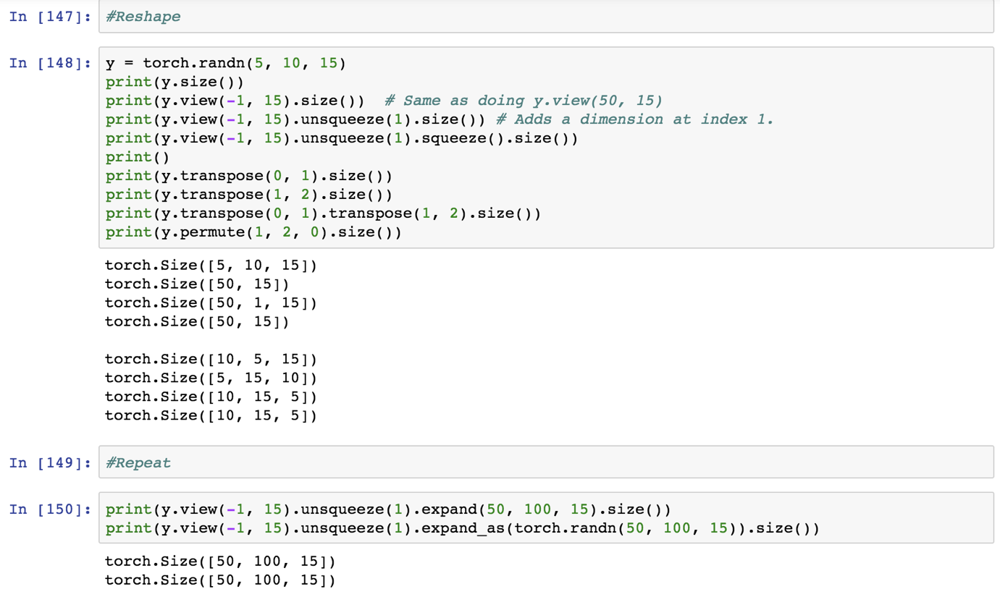 In [147]: #Reshape
In [148]: y = torch.randn(5, 10, 15)
print(y.size())
print(y.view(-1, 15).size())  # Same as doing y.view(50, 15)
print(y.view(-1, 15).unsqueeze(1).size()) # Adds a dimension at index 1.
print(y.view(-1, 15).unsqueeze(1).squeeze().size())
print()
print(y.transpose(0, 1).size())
print(y.transpose(1, 2).size())
print(y.transpose(0, 1).transpose(1, 2).size())
print(y.permute(1, 2, 0).size())
torch.Size([5, 10, 15])
torch.Size([50, 15])
torch.Size([50, 1, 15])
torch.Size([50, 15])
torch.Size([10, 5, 15])
torch.Size([5, 15, 10])
torch.Size([10, 15, 5])
torch.Size([10, 15, 5])
In [149]: #Repeat
In [150]: print(y.view(-1, 15).unsqueeze(1).expand(50, 100, 15).size())
print(y.view(-1, 15).unsqueeze(1).expand_as(torch.randn(50, 100, 15)).size())
torch.Size([50, 100, 15])
torch.Size([50, 100, 15])